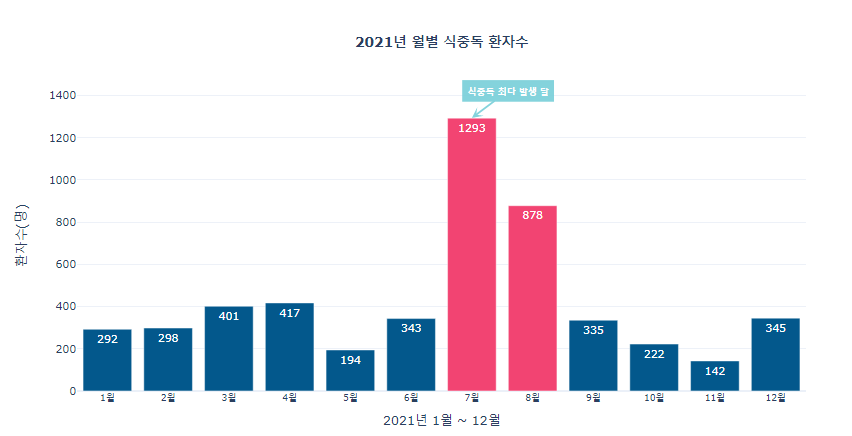 2021년 월별 식중독 환자수
식중독 최다 발생 달
환자수(명)
1400
1200
1000
800
600
400
200
0
292
298
401
417
194
343
1293
878
335
222
142
345
1월
2월
3월
4월
5월
6월
7월
8월
9월
10월
11월
12월
2021년 1월 ~ 12월